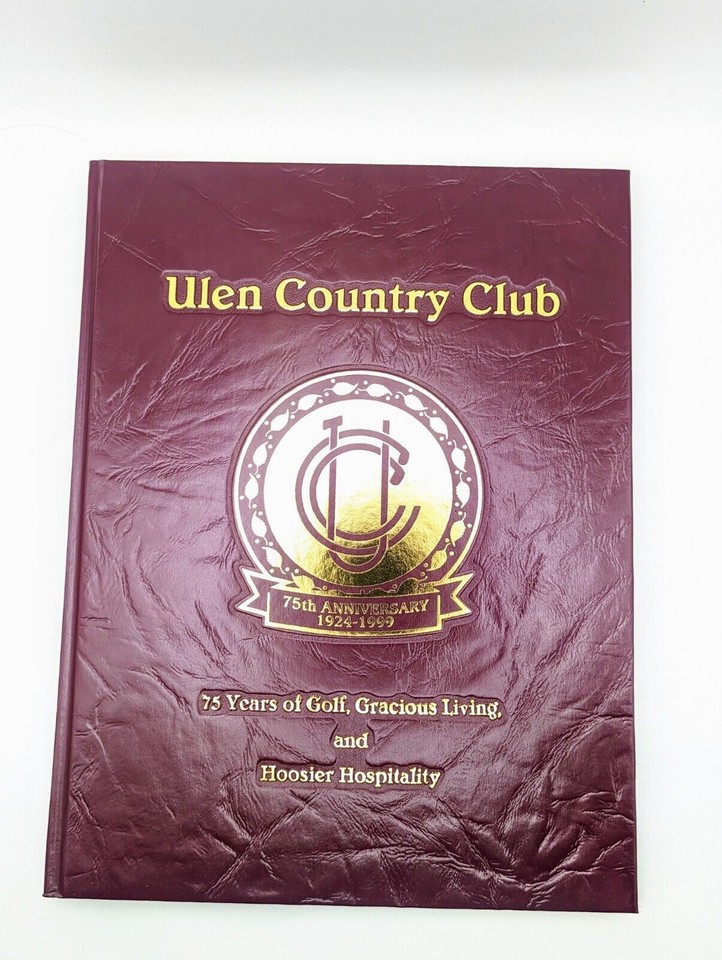 Ulen Country Club
UCC
75th ANNIVERSARY
1924-1999
75 Years of Golf, Gracious Living,
and
Hoosier Hospitality